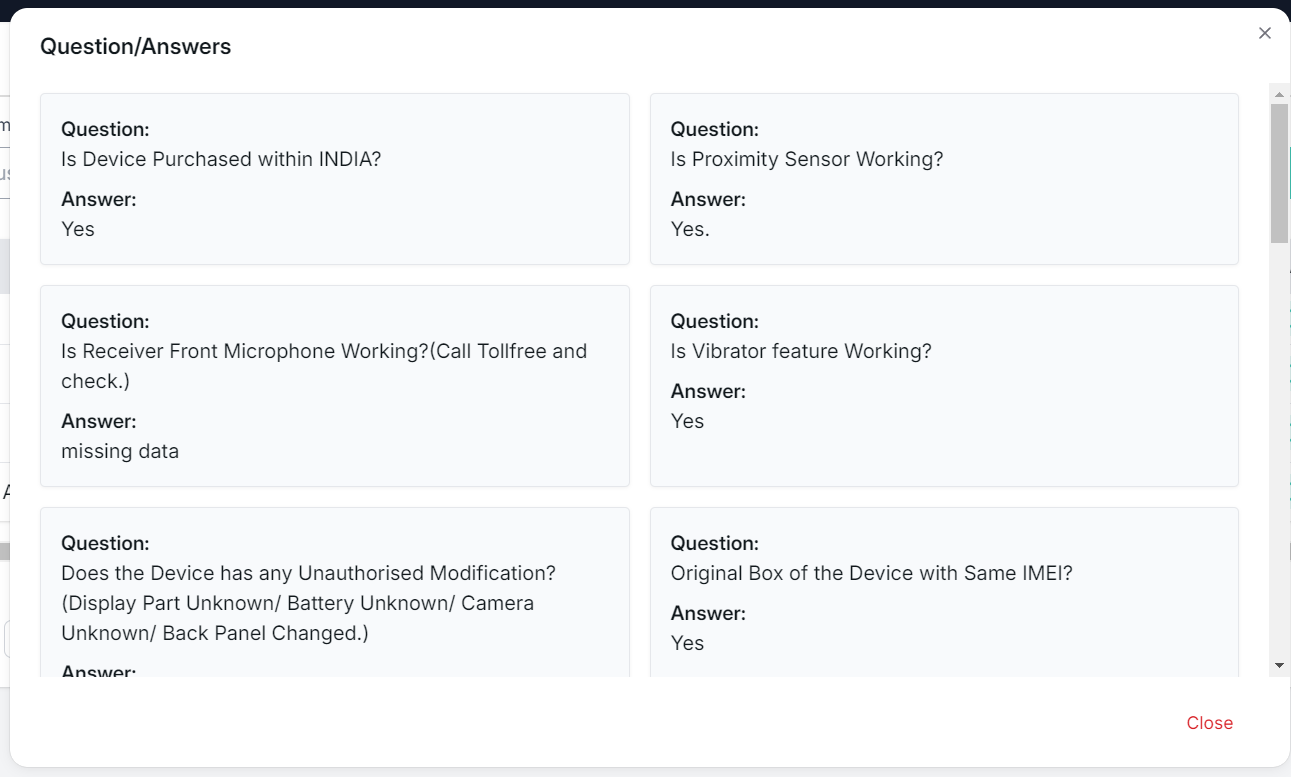 Question/Answers
Question:
Is Device Purchased within INDIA?
Answer:
Yes
Question:
Is Proximity Sensor Working?
Answer:
Yes.
Question:
Is Receiver Front Microphone Working?(Call Tollfree and
check.)
Answer:
missing data
Question:
Is Vibrator feature Working?
Answer:
Yes
Question:
Does the Device has any Unauthorised Modification?
(Display Part Unknown/ Battery Unknown/ Camera
Unknown/ Back Panel Changed.)
Answer:
Question:
Original Box of the Device with Same IMEI?
Answer:
Yes
Close